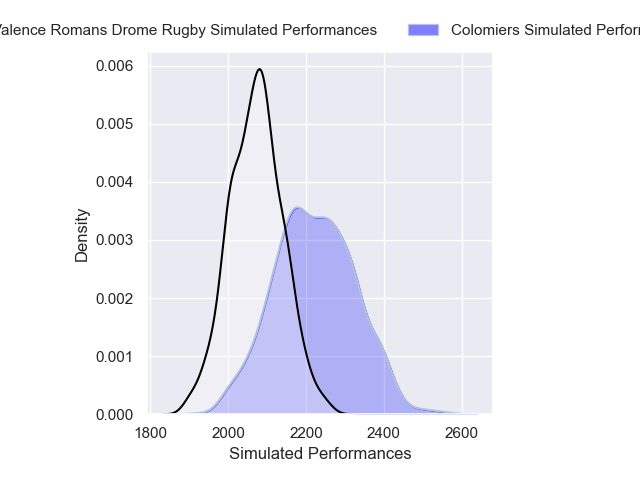 Valence Romans Drome Rugby Simulated Performances Colomiers Simulated
0.006
0.005
0.004
0.003
0.002
0.001
0.000
Density
1800 2000 2200 2400 2600
Simulated Performances